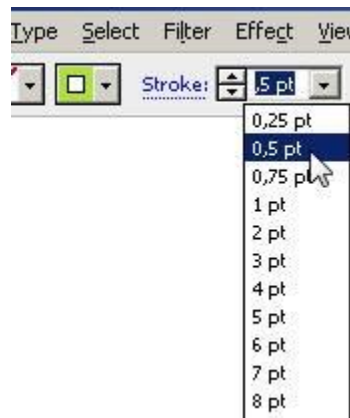 Type Select Filter Effect View
Stroke: ,5 pt
0,25 pt
0,5 pt
0,75 pt
1 pt
2 pt
3 pt
4 pt
5 pt
6 pt
7 pt
8 pt